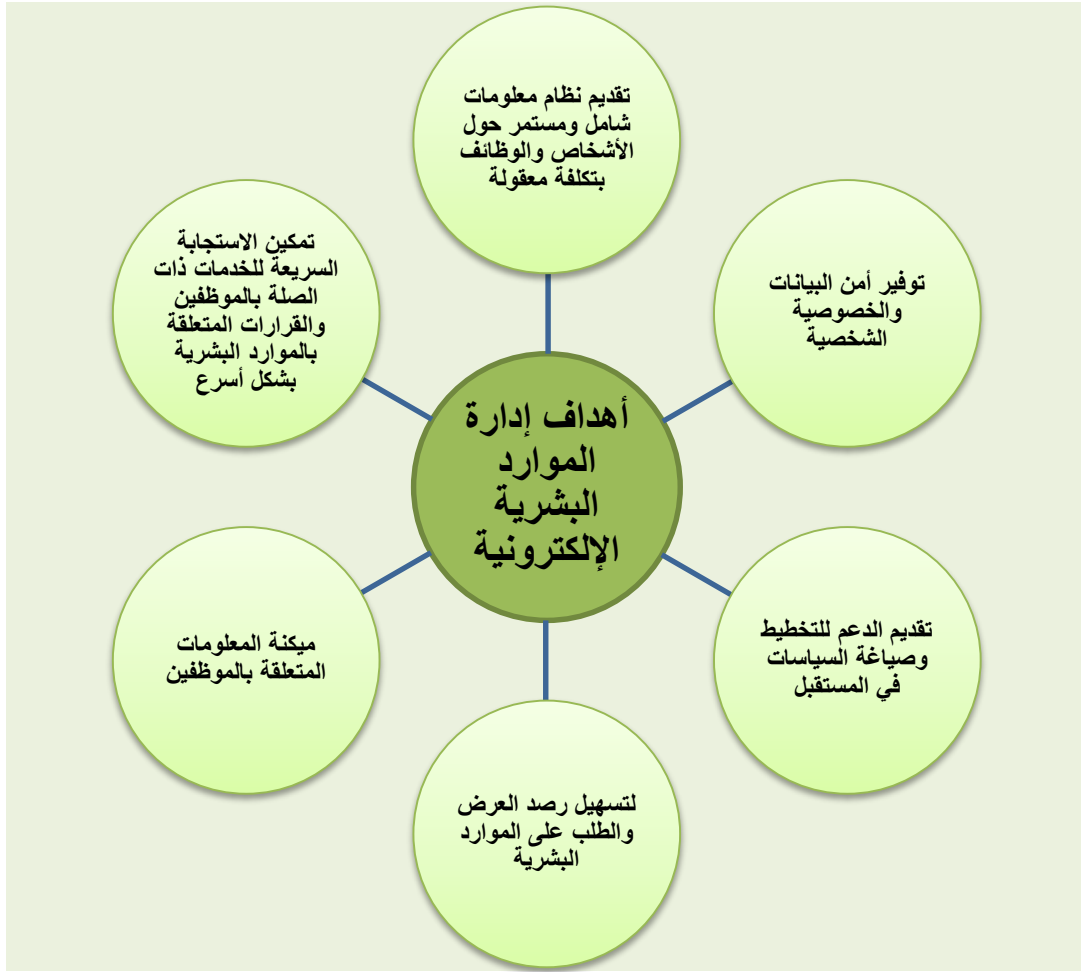 تقديم نظام معلومات
شامل ومستمر حول
الأشخاص والوظائف
بتكلفة معقولة
توفير أمن البيانات
والخصوصية
الشخصية
تقديم الدعم للتخطيط
وصياغة السياسات
في المستقبل
لتسهيل رصد العرض
والطلب على الموارد
البشرية
ميكنة المعلومات
المتعلقة بالموظفين
تمكين الاستجابة
السريعة للخدمات ذات
الصلة بالموظفين
والقرارات المتعلقة
بالموارد البشرية
بشكل أسرع
أهداف إدارة
الموارد
البشرية
الإلكترونية